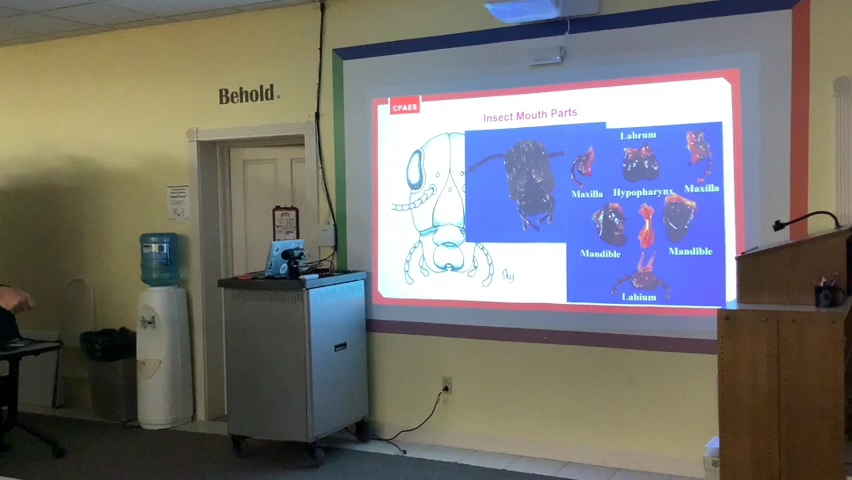 Behold.
CFAES
Insect Mouth Parts
Labrum
Maxilla
Hypopharynx
Maxilla
Mandible
Mandible
Labium